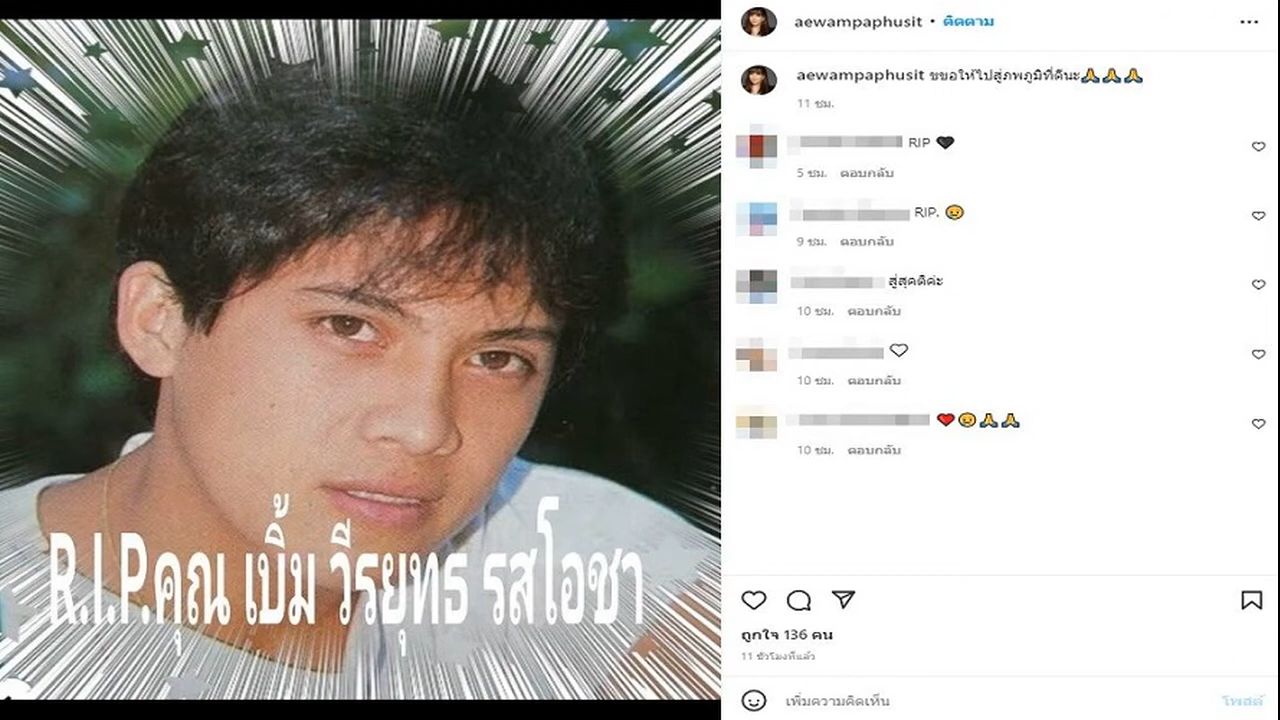 R.I.P.คุณ เบิ้ม วีรยุทธ รสโอชา
aewampaphusit • ติดตาม
aewampaphusit ขขอให้ไปสู่ภพภูมิที่ดีนะ🙏🙏🙏
11 ชม.
RIP 🖤
5 ชม. ตอบกลับ
RIP. 😢
9 ชม. ตอบกลับ
สู่สุคติค่ะ
10 ชม. ตอบกลับ
🤍
10 ชม. ตอบกลับ
❤️😢🙏🙏
10 ชม. ตอบกลับ
ถูกใจ 136 คน
11 ชั่วโมงที่แล้ว
เพิ่มความคิดเห็น
โพสต์